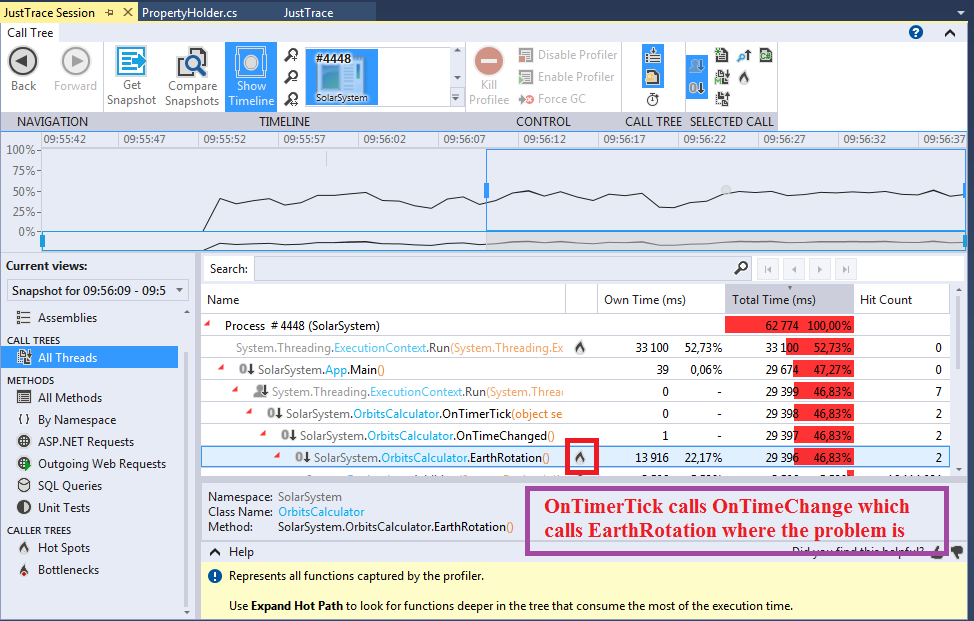 JustTrace Session
PropertyHolder.cs
JustTrace
Call Tree
Back
Forward
Get Snapshot
Compare Snapshots
Show Timeline
#4448
SolarSystem
Kill Profilee
Disable Profiler
Enable Profiler
Force GC
NAVIGATION
TIMELINE
CONTROL
CALL TREE
SELECTED CALL
09:55:42 09:55:47 09:55:52 09:55:57 09:56:02 09:56:07 09:56:12 09:56:17 09:56:22 09:56:27 09:56:32 09:56:37
100%
75%
50%
25%
0%
Current views:
Snapshot for 09:56:09 - 09:5
Assemblies
CALL TREES
All Threads
METHODS
All Methods
By Namespace
ASP.NET Requests
Outgoing Web Requests
SQL Queries
Unit Tests
CALLER TREES
Hot Spots
Bottlenecks
Search:
Name Own Time (ms) Total Time (ms) Hit Count
Process # 4448 (SolarSystem) 62 774 100,00%
System.Threading.ExecutionContext.Run(System.Threading.Ex 33 100 52,73% 33 100 52,73% 0
SolarSystem.App.Main() 39 0,06% 29 674 47,27% 0
System.Threading.ExecutionContext.Run(System.Threa 0 - 29 399 46,83% 7
SolarSystem.OrbitsCalculator.OnTimerTick(object se 0 - 29 398 46,83% 2
SolarSystem.OrbitsCalculator.OnTimeChanged() 1 - 29 397 46,83% 2
SolarSystem.OrbitsCalculator.EarthRotation() 13 916 22,17% 29 396 46,83% 2
Namespace: SolarSystem
Class Name: OrbitsCalculator
Method: SolarSystem.OrbitsCalculator.EarthRotation()
OnTimerTick calls OnTimeChange which
calls EarthRotation where the problem is
Help
Did you find this helpful?
Represents all functions captured by the profiler.
Use Expand Hot Path to look for functions deeper in the tree that consume the most of the execution time.